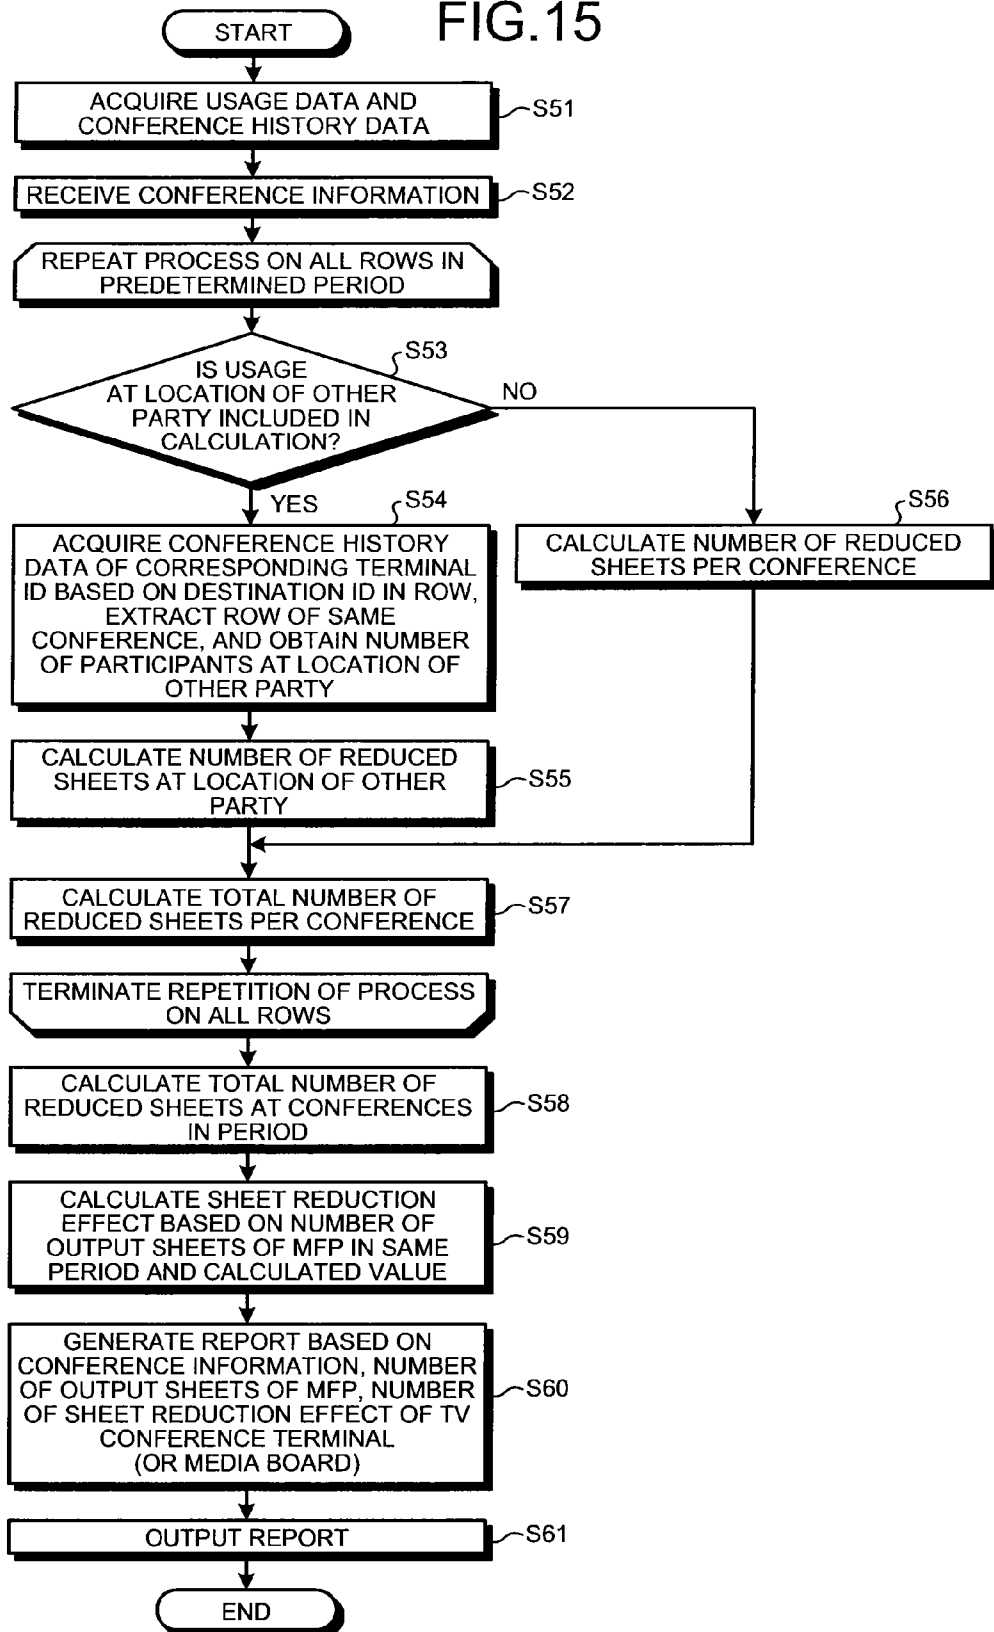 FIG.15
START
ACQUIRE USAGE DATA AND
CONFERENCE HISTORY DATA
S51
RECEIVE CONFERENCE INFORMATION
S52
REPEAT PROCESS ON ALL ROWS IN
PREDETERMINED PERIOD
S53
IS USAGE
AT LOCATION OF OTHER
PARTY INCLUDED IN
CALCULATION?
NO
YES
S54
ACQUIRE CONFERENCE HISTORY
DATA OF CORRESPONDING TERMINAL
ID BASED ON DESTINATION ID IN ROW,
EXTRACT ROW OF SAME
CONFERENCE, AND OBTAIN NUMBER
OF PARTICIPANTS AT LOCATION OF
OTHER PARTY
S56
CALCULATE NUMBER OF REDUCED
SHEETS PER CONFERENCE
CALCULATE NUMBER OF REDUCED
SHEETS AT LOCATION OF OTHER
PARTY
S55
CALCULATE TOTAL NUMBER OF
REDUCED SHEETS PER CONFERENCE
S57
TERMINATE REPETITION OF PROCESS
ON ALL ROWS
CALCULATE TOTAL NUMBER OF
REDUCED SHEETS AT CONFERENCES
IN PERIOD
S58
CALCULATE SHEET REDUCTION
EFFECT BASED ON NUMBER OF
OUTPUT SHEETS OF MFP IN SAME
PERIOD AND CALCULATED VALUE
S59
GENERATE REPORT BASED ON
CONFERENCE INFORMATION, NUMBER
OF OUTPUT SHEETS OF MFP, NUMBER
OF SHEET REDUCTION EFFECT OF TV
CONFERENCE TERMINAL
(OR MEDIA BOARD)
S60
OUTPUT REPORT
S61
END